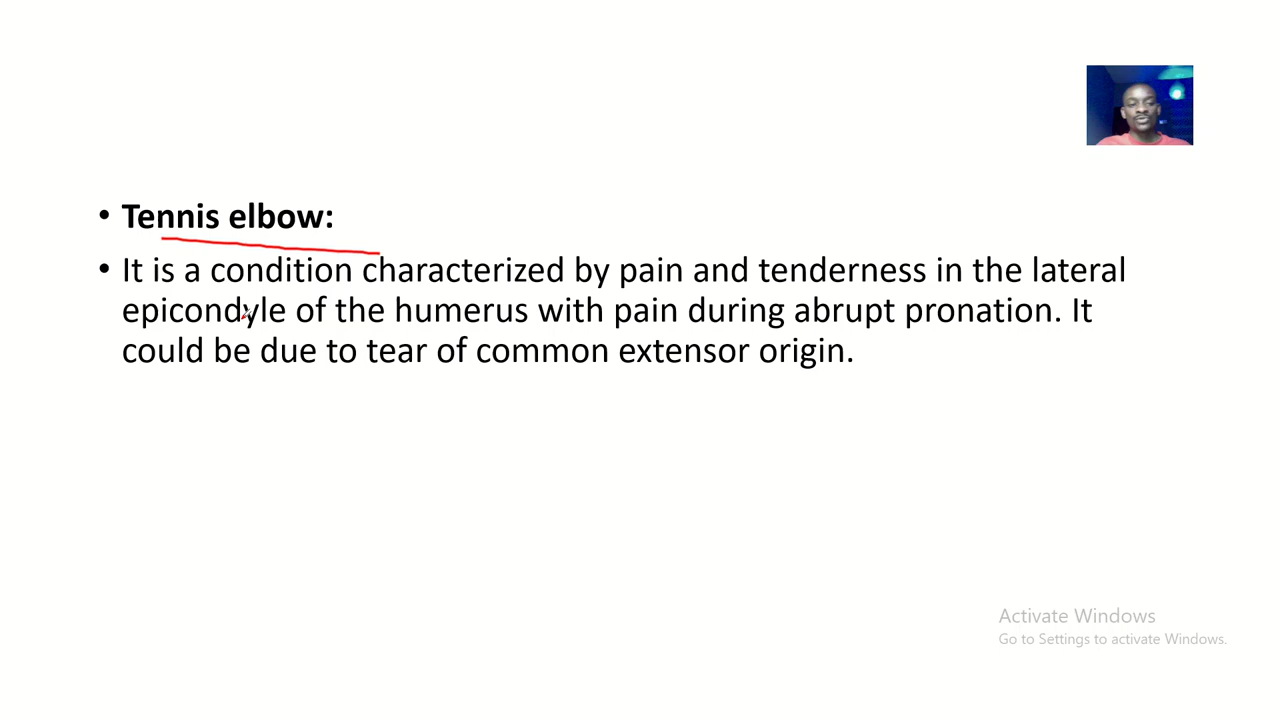 • Tennis elbow:
• It is a condition characterized by pain and tenderness in the lateral
epicondyle of the humerus with pain during abrupt pronation. It
could be due to tear of common extensor origin.
Activate Windows
Go to Settings to activate Windows.